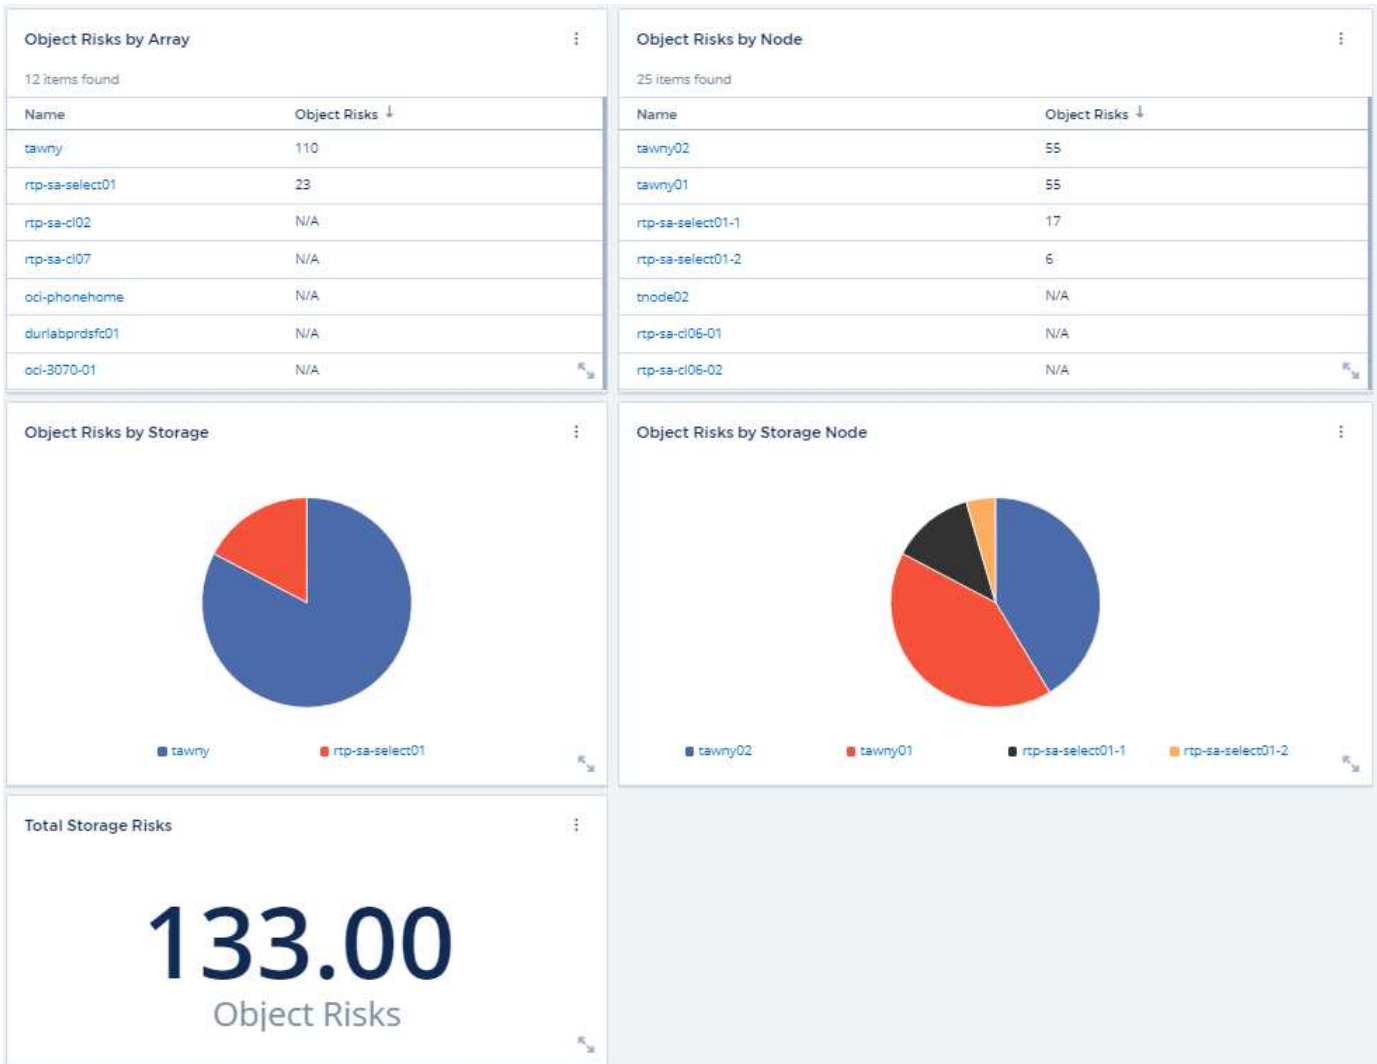 Object Risks by Array
12 items found
Name Object Risks ↓
tawny 110
rtp-sa-select01 23
rtp-sa-cl02 N/A
rtp-sa-cl07 N/A
oci-phonehome N/A
durlabprdsfc01 N/A
oci-3070-01 N/A
Object Risks by Node
25 items found
Name Object Risks ↓
tawny02 55
tawny01 55
rtp-sa-select01-1 17
rtp-sa-select01-2 6
tnode02 N/A
rtp-sa-cl06-01 N/A
rtp-sa-cl06-02 N/A
Object Risks by Storage
tawny rtp-sa-select01
Object Risks by Storage Node
tawny02 tawny01 rtp-sa-select01-1 rtp-sa-select01-2
Total Storage Risks
133.00
Object Risks